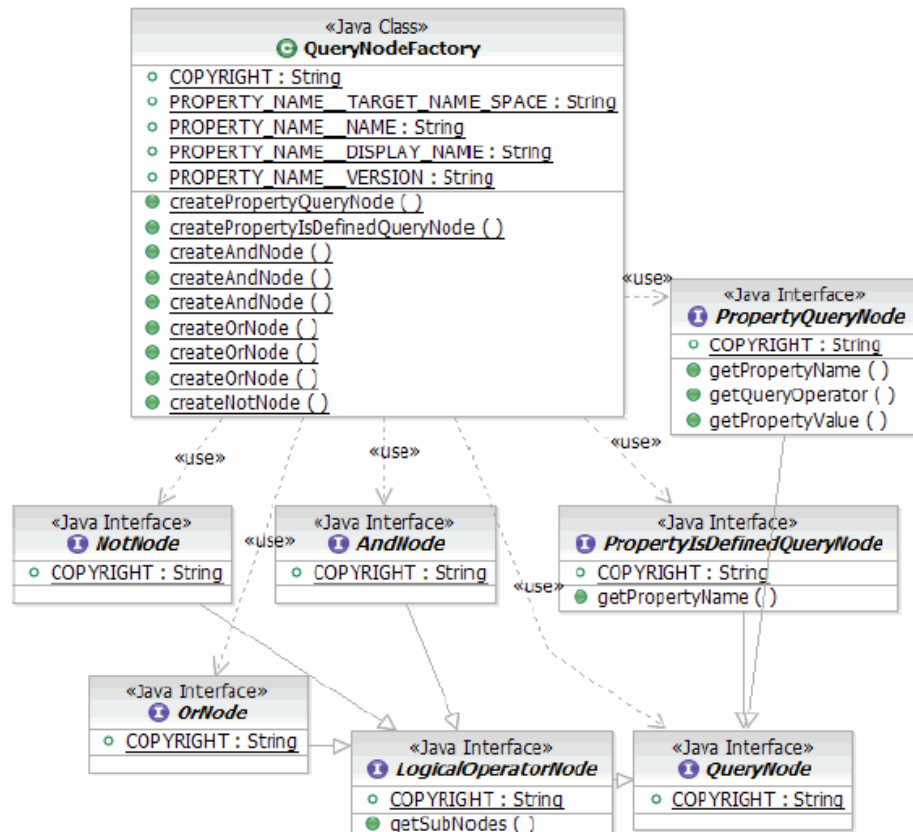 «Java Class»
QueryNodeFactory
COPYRIGHT : String
PROPERTY_NAME__TARGET_NAME_SPACE : String
PROPERTY_NAME__NAME : String
PROPERTY_NAME__DISPLAY_NAME : String
PROPERTY_NAME__VERSION : String
createPropertyQueryNode ( )
createPropertyIsDefinedQueryNode ( )
createAndNode ( )
createAndNode ( )
createAndNode ( )
createOrNode ( )
createOrNode ( )
createOrNode ( )
createNotNode ( )
«use»
«Java Interface»
PropertyQueryNode
COPYRIGHT : String
getPropertyName ( )
getQueryOperator ( )
getPropertyValue ( )
«use»
«use»
«use»
«Java Interface»
NotNode
COPYRIGHT : String
«use»
«Java Interface»
AndNode
COPYRIGHT : String
«use»
«Java Interface»
PropertyIsDefinedQueryNode
COPYRIGHT : String
getPropertyName ( )
«Java Interface»
OrNode
COPYRIGHT : String
«Java Interface»
LogicalOperatorNode
COPYRIGHT : String
getSubNodes ( )
«Java Interface»
QueryNode
COPYRIGHT : String